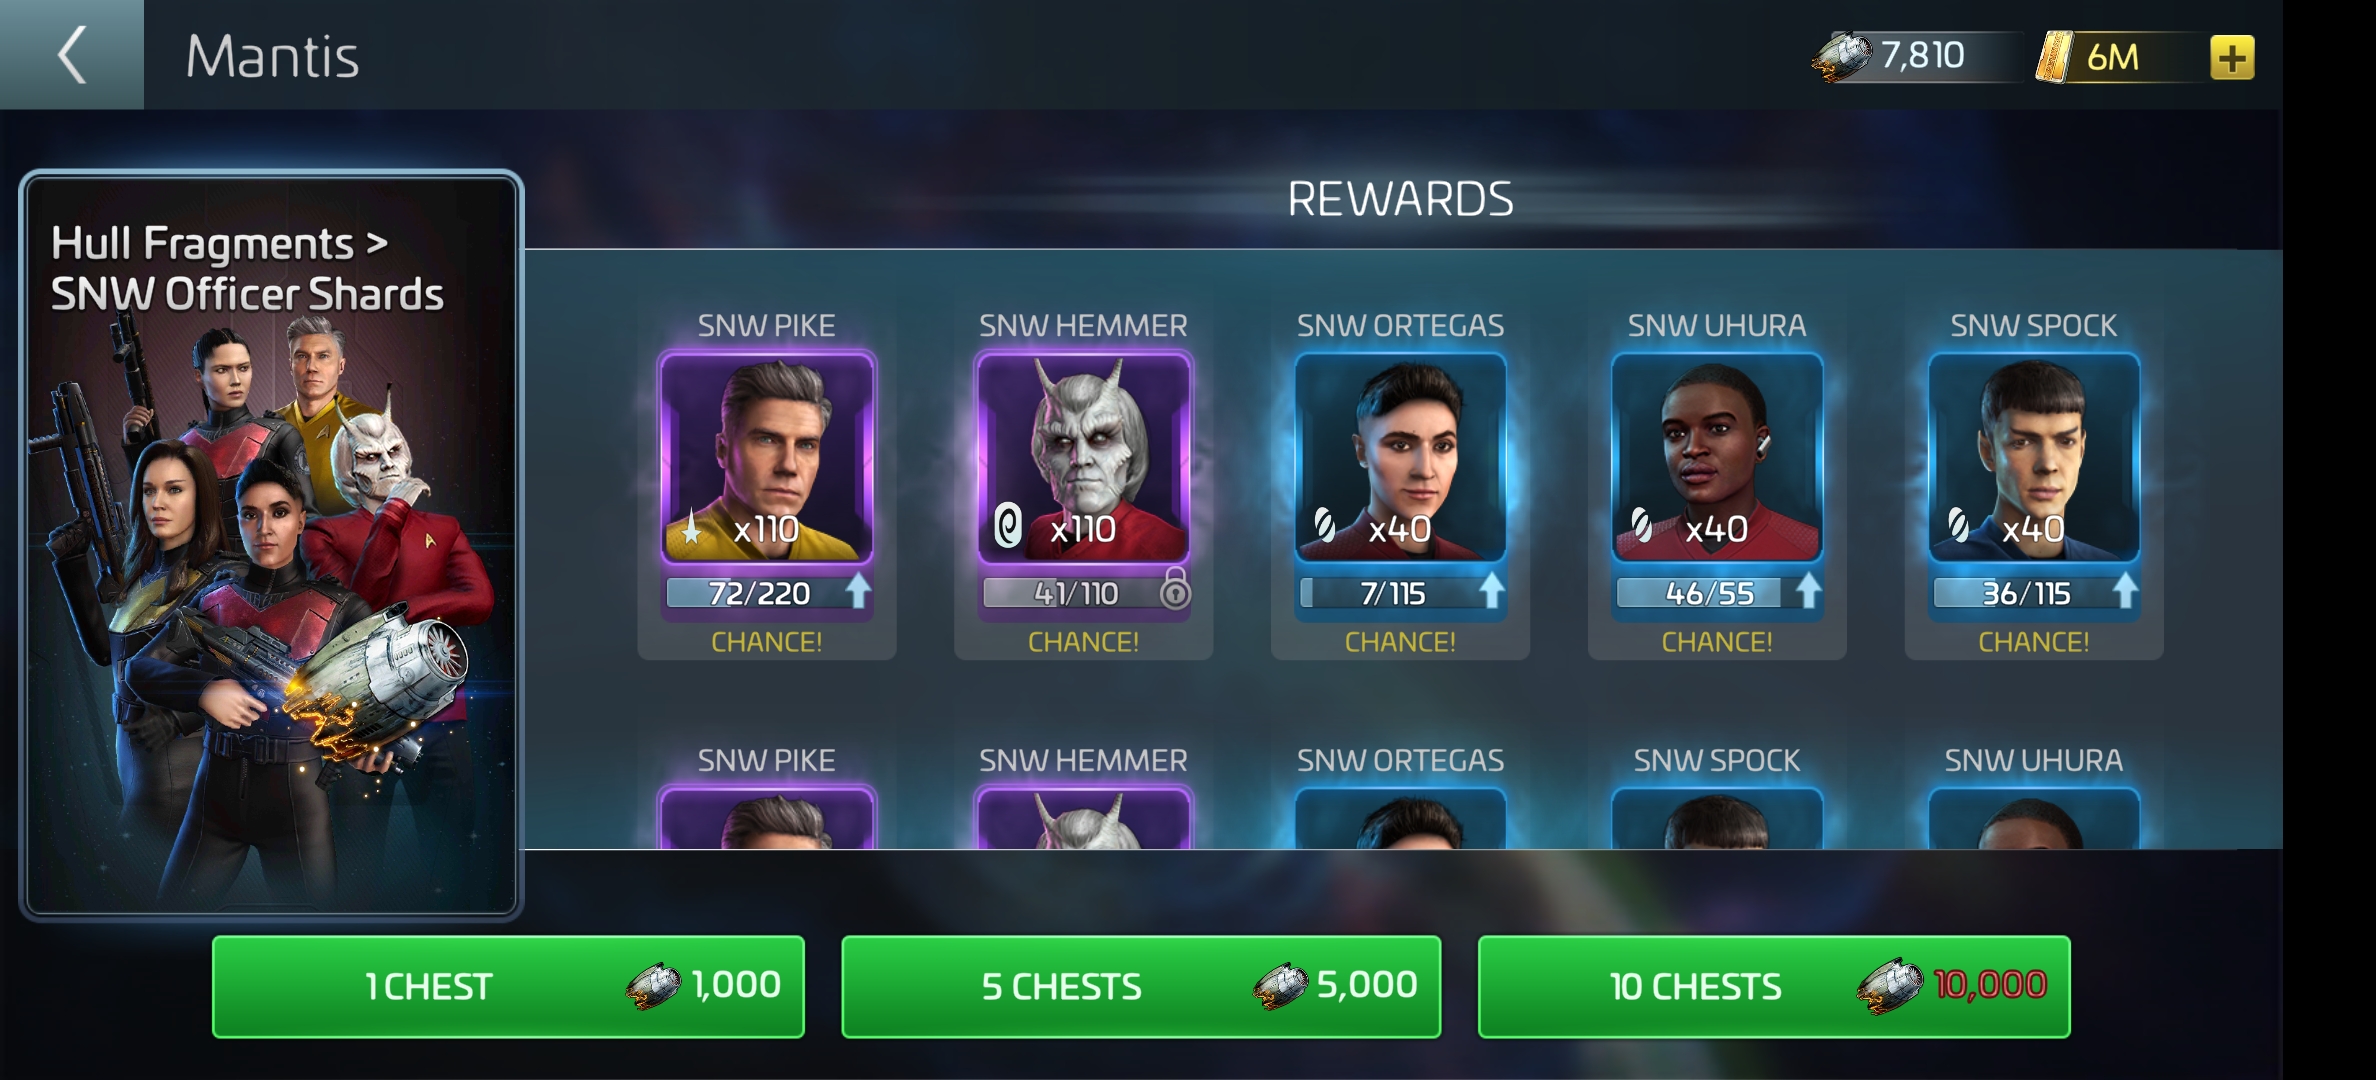 Mantis
7,810
6M
Hull Fragments >
SNW Officer Shards
REWARDS
SNW PIKE
x110
72/220
CHANCE!
SNW HEMMER
x110
41/110
CHANCE!
SNW ORTEGAS
x40
7/115
CHANCE!
SNW UHURA
x40
46/55
CHANCE!
SNW SPOCK
x40
36/115
CHANCE!
SNW PIKE
SNW HEMMER
SNW ORTEGAS
SNW SPOCK
SNW UHURA
1 CHEST 1,000
5 CHESTS 5,000
10 CHESTS 10,000